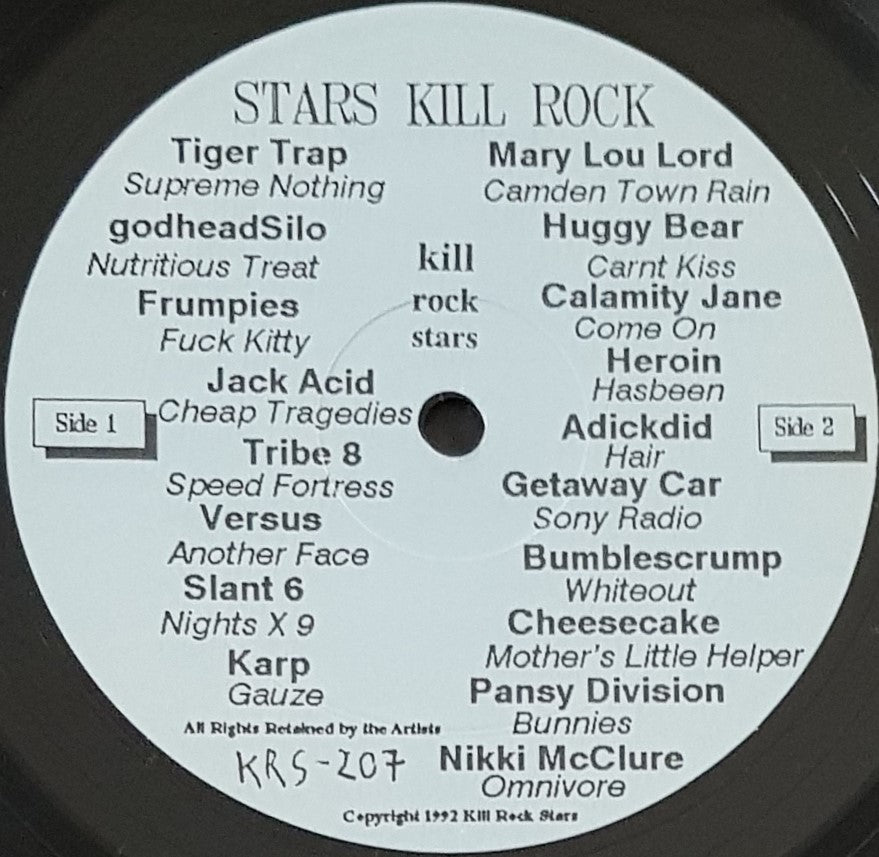 STARS KILL ROCK
Tiger Trap
Supreme Nothing
godheadSilo
Nutritious Treat
Frumpies
Fuck Kitty
Jack Acid
Cheap Tragedies
Tribe 8
Speed Fortress
Versus
Another Face
Slant 6
Nights X 9
Karp
Gauze
Side 1
kill
rock
stars
Mary Lou Lord
Camden Town Rain
Huggy Bear
Carnt Kiss
Calamity Jane
Come On
Heroin
Hasbeen
Adickdid
Hair
Getaway Car
Sony Radio
Bumblescrump
Whiteout
Cheesecake
Mother's Little Helper
Pansy Division
Bunnies
Nikki McClure
Omnivore
Side 2
All Rights Retained by the Artists
KRS-207
Copyright 1992 Kill Rock Stars